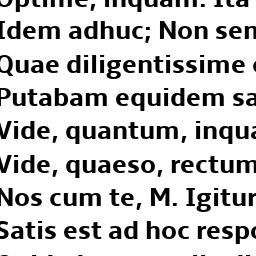 Optime, inquam. Ita
Idem adhuc; Non sen
Quae diligentissime
Putabam equidem sa
Vide, quantum, inqua
Vide, quaeso, rectum
Nos cum te, M. Igitur
Satis est ad hoc respo